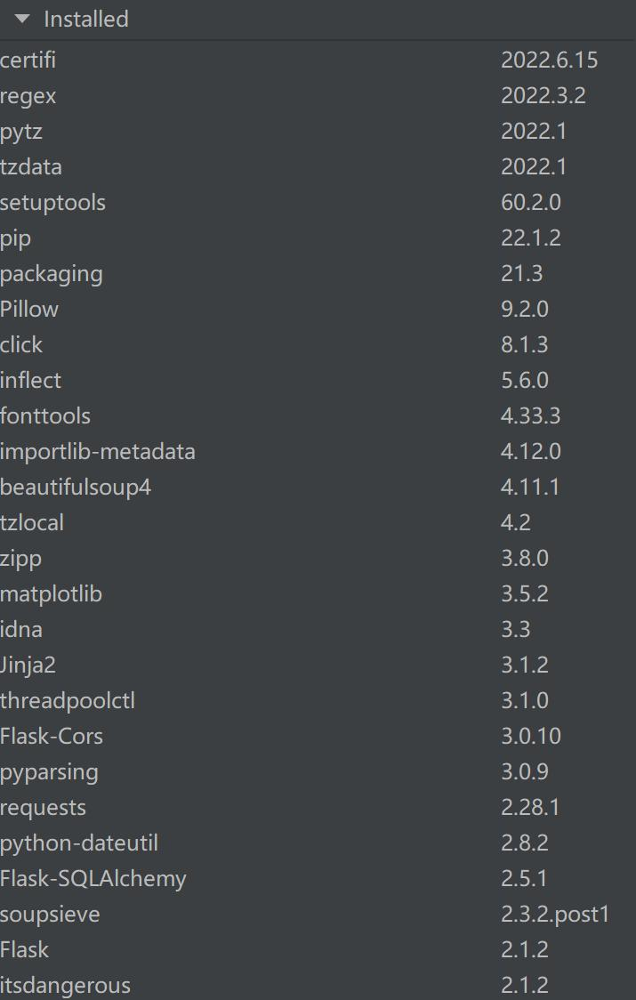 Installed
certifi 2022.6.15
regex 2022.3.2
pytz 2022.1
tzdata 2022.1
setuptools 60.2.0
pip 22.1.2
packaging 21.3
Pillow 9.2.0
click 8.1.3
inflect 5.6.0
fonttools 4.33.3
importlib-metadata 4.12.0
beautifulsoup4 4.11.1
tzlocal 4.2
zipp 3.8.0
matplotlib 3.5.2
idna 3.3
Jinja2 3.1.2
threadpoolctl 3.1.0
Flask-Cors 3.0.10
pyparsing 3.0.9
requests 2.28.1
python-dateutil 2.8.2
Flask-SQLAlchemy 2.5.1
soupsieve 2.3.2.post1
Flask 2.1.2
itsdangerous 2.1.2